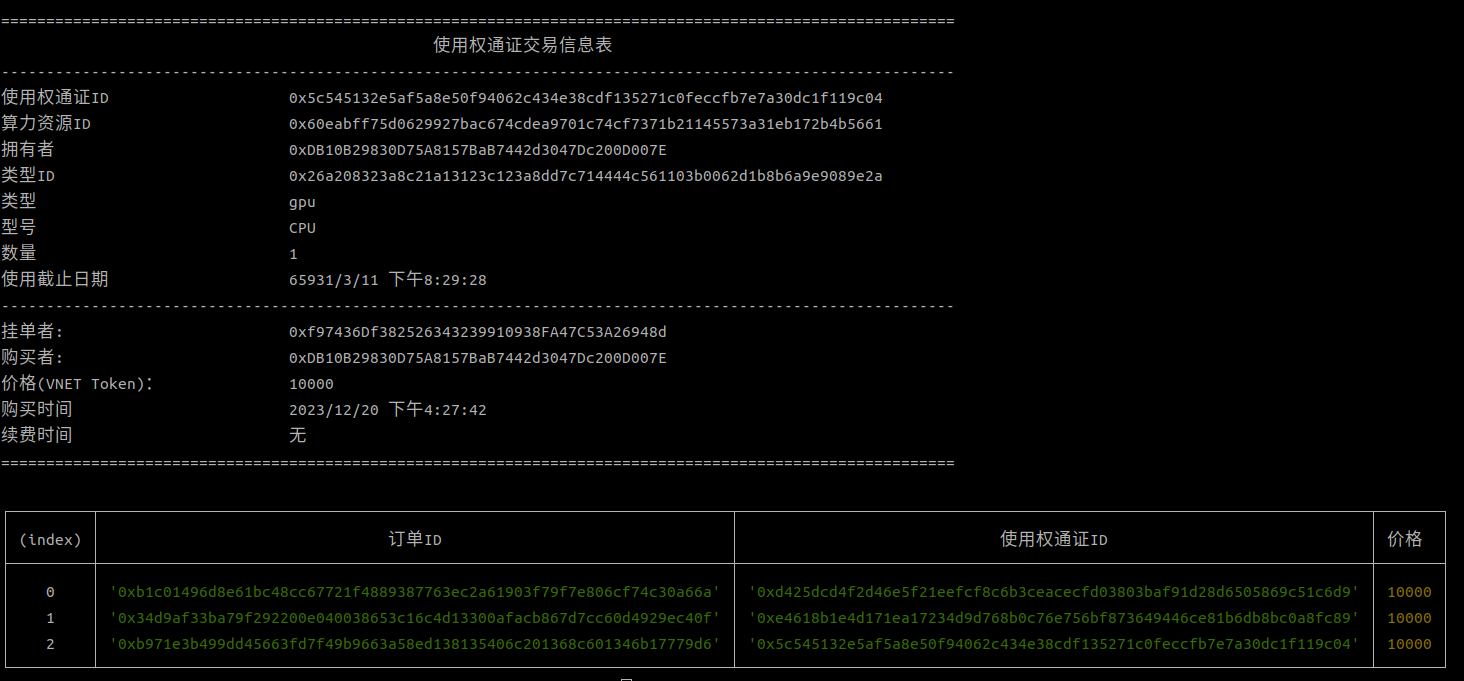 使用权通证交易信息表
使用权通证ID 0x5c545132e5af5a8e50f94062c434e38cdf135271c0feccfb7e7a30dc1f119c04
算力资源ID 0x60eabff75d0629927bac674cdea9701c74cf7371b21145573a31eb172b4b5661
拥有者 0xDB10B29830D75A8157BaB7442d3047Dc200D007E
类型ID 0x26a208323a8c21a13123c123a8dd7c714444c561103b0062d1b8b6a9e9089e2a
类型 gpu
型号 CPU
数量 1
使用截止日期 65931/3/11 下午8:29:28
挂单者: 0xf97436Df382526343239910938FA47C53A26948d
购买者: 0xDB10B29830D75A8157BaB7442d3047Dc200D007E
价格(VNET Token): 10000
购买时间 2023/12/20 下午4:27:42
续费时间 无
(index) 订单ID 使用权通证ID 价格
0 '0xb1c01496d8e61bc48cc67721f4889387763ec2a61903f79f7e806cf74c30a66a' '0xd425dcd4f2d46e5f21eefcf8c6b3ceacecfd03803baf91d28d6505869c51c6d9' 10000
1 '0x34d9af33ba79f292200e040038653c16c4d13300afacb867d7cc60d4929ec40f' '0xe4618b1e4d171ea17234d9d768b0c76e756bf873649446ce81b6db8bc0a8fc89' 10000
2 '0xb971e3b499dd45663fd7f49b9663a58ed138135406c201368c601346b17779d6' '0x5c545132e5af5a8e50f94062c434e38cdf135271c0feccfb7e7a30dc1f119c04' 10000